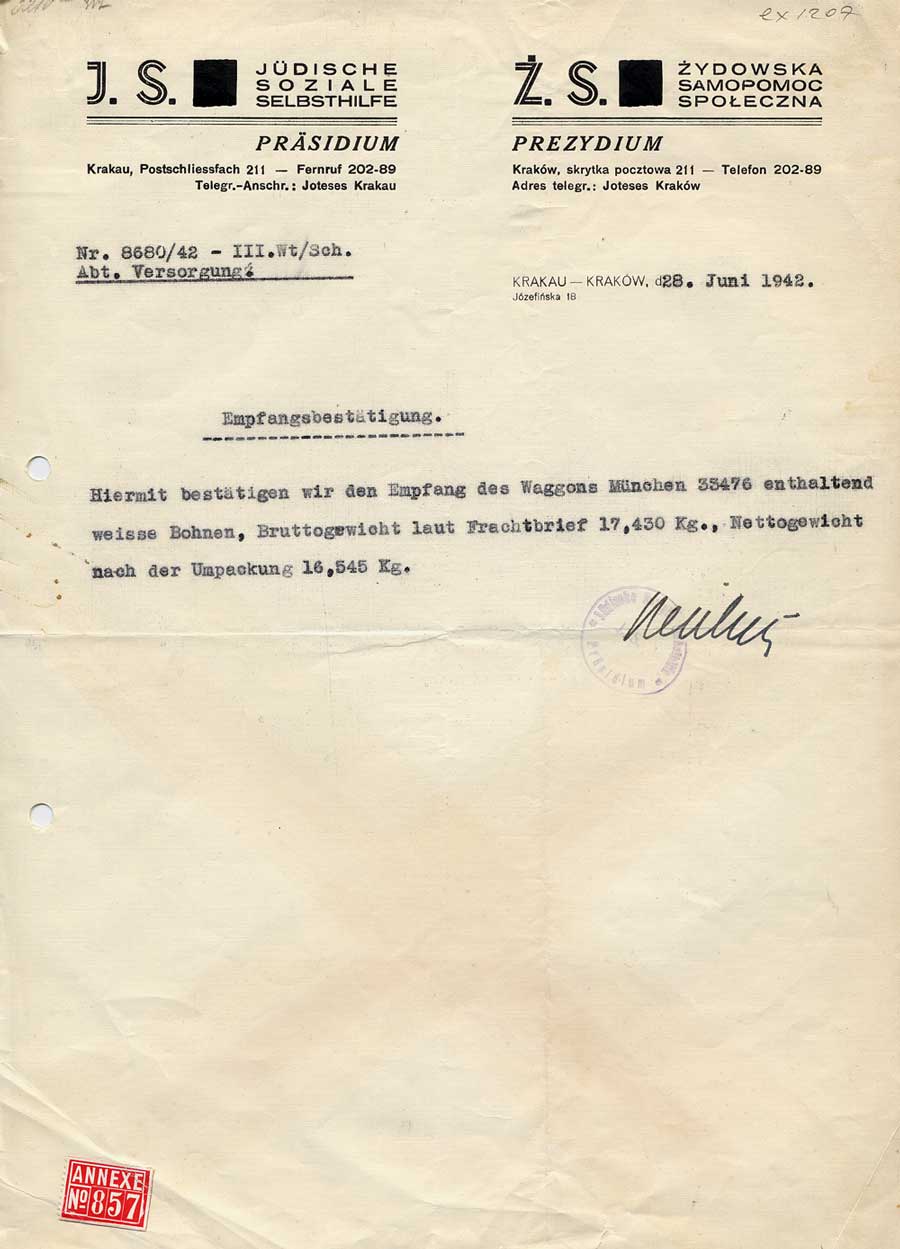 ex 1207
J. S. JÜDISCHE
SOZIALE
SELBSTHILFE
PRÄSIDIUM
Krakau, Postschliessfach 211 — Fernruf 202-89
Telegr.-Anschr.: Joteses Krakau
Ż. S. ŻYDOWSKA
SAMOPOMOC
SPOŁECZNA
PREZYDIUM
Kraków, skrytka pocztowa 211 — Telefon 202-89
Adres telegr.: Joteses Kraków
Nr. 8680/42 - III.Wt/Sch.
Abt. Versorgung.
KRAKAU — KRAKÓW, d28. Juni 1942.
Józefińska 18
Empfangsbestätigung.
Hiermit bestätigen wir den Empfang des Waggons München 33476 enthaltend
weisse Bohnen, Bruttogewicht laut Frachtbrief 17,430 Kg., Nettogewicht
nach der Umpackung 16,545 Kg.
Präsidium
ANNEXE
No 857